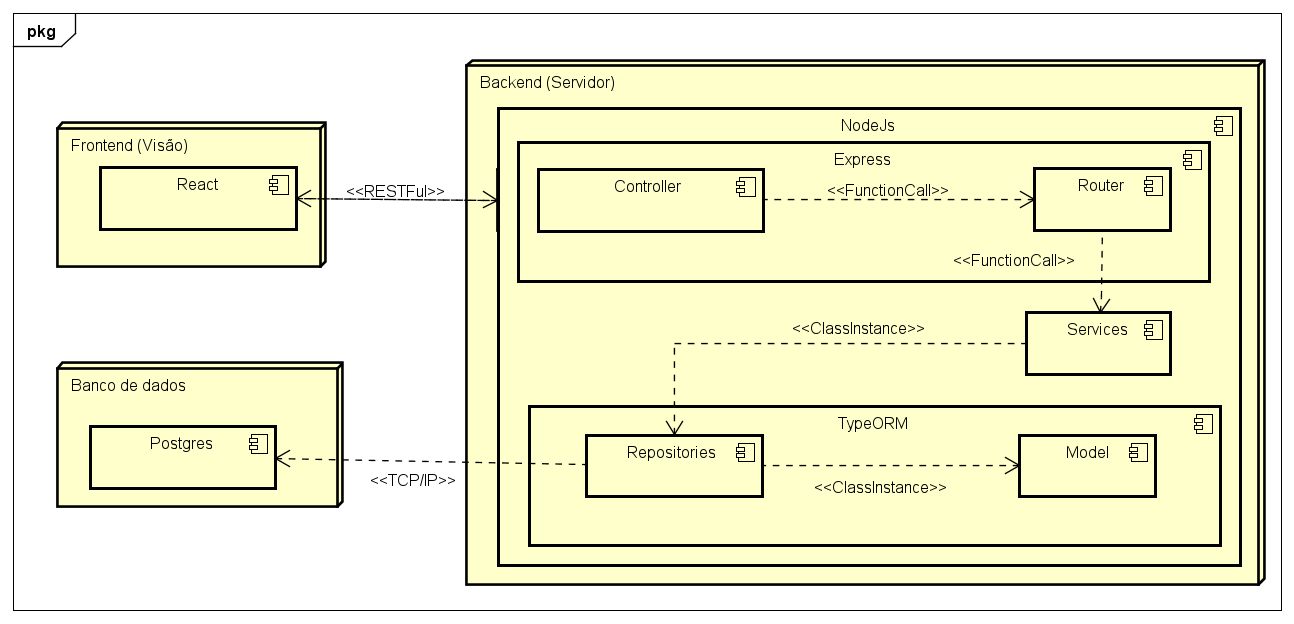 pkg
Backend (Servidor)
NodeJs
Frontend (Visão)
Express
React
<<RESTFul>>
Controller
<<FunctionCall>>
Router
<<FunctionCall>>
<<ClassInstance>>
Services
Banco de dados
TypeORM
Postgres
Repositories
Model
<<TCP/IP>>
<<ClassInstance>>